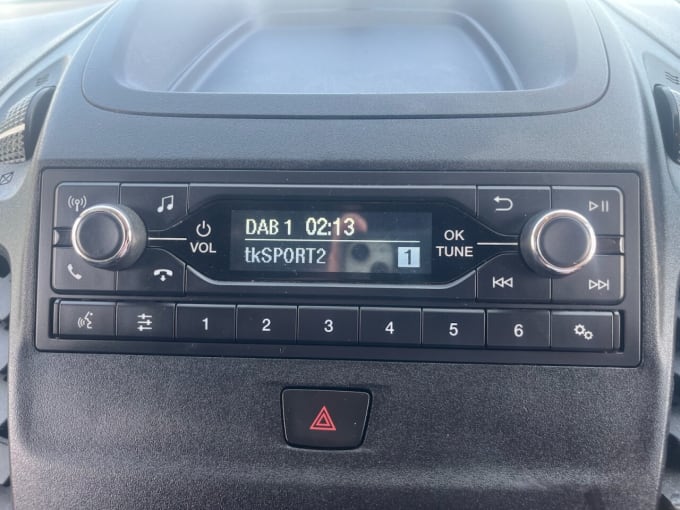 DAB 1 02:13
tkSPORT2 1
VOL
OK
TUNE
1 2 3 4 5 6